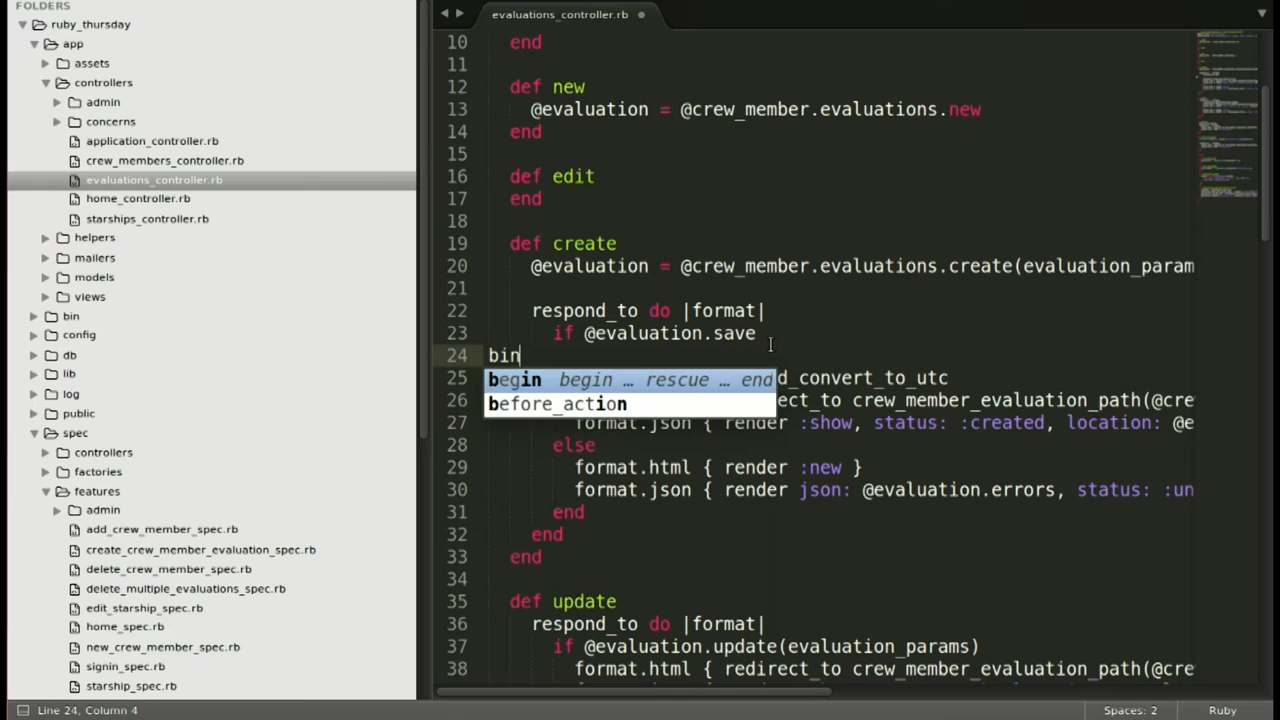 FOLDERS
ruby_thursday
app
assets
controllers
admin
concerns
application_controller.rb
crew_members_controller.rb
evaluations_controller.rb
home_controller.rb
starships_controller.rb
helpers
mailers
models
views
bin
config
db
lib
log
public
spec
controllers
factories
features
admin
add_crew_member_spec.rb
create_crew_member_evaluation_spec.rb
delete_crew_member_spec.rb
delete_multiple_evaluations_spec.rb
edit_starship_spec.rb
home_spec.rb
new_crew_member_spec.rb
signin_spec.rb
starship_spec.rb
evaluations_controller.rb
10 end
11
12 def new
13 @evaluation = @crew_member.evaluations.new
14 end
15
16 def edit
17 end
18
19 def create
20 @evaluation = @crew_member.evaluations.create(evaluation_param
21
22 respond_to do |format|
23 if @evaluation.save
24 bin
begin begin … rescue … end
before_action
25 d_convert_to_utc
26 ect_to crew_member_evaluation_path(@cre
27 format.json { render :show, status: :created, location: @e
28 else
29 format.html { render :new }
30 format.json { render json: @evaluation.errors, status: :un
31 end
32 end
33 end
34
35 def update
36 respond_to do |format|
37 if @evaluation.update(evaluation_params)
38 format.html { redirect_to crew_member_evaluation_path(@cre
Line 24, Column 4
Spaces: 2
Ruby